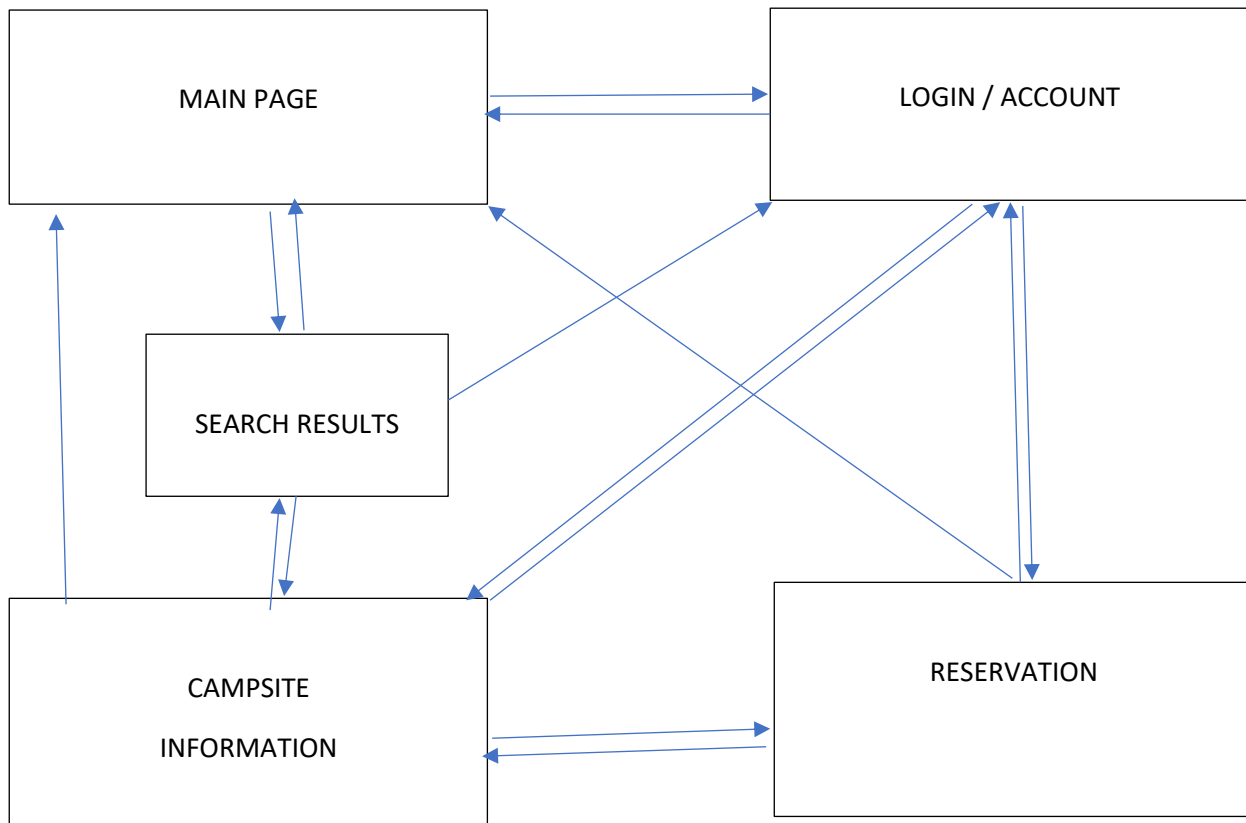 MAIN PAGE
LOGIN / ACCOUNT
SEARCH RESULTS
CAMPSITE
INFORMATION
RESERVATION